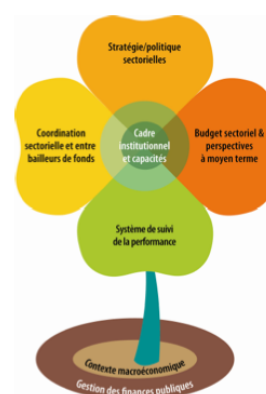 Stratégie/politique
sectorielles
Coordination
sectorielle et entre
bailleurs de fonds
Cadre
institutionnel
et capacités
Budget sectoriel &
perspectives
à moyen terme
Système de suivi
de la performance
Contexte macroéconomique
Gestion des finances publiques